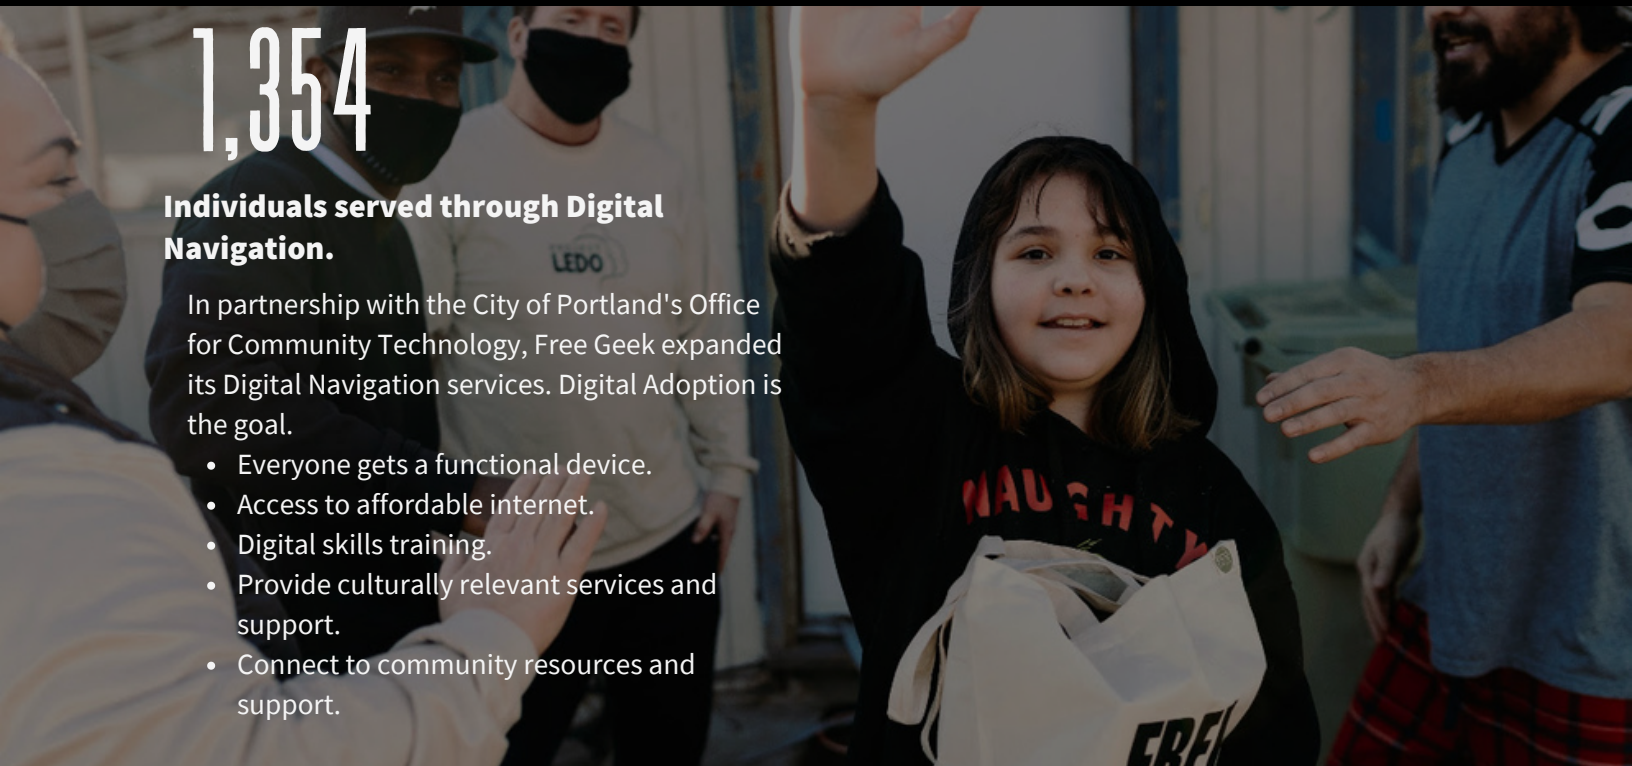 1,354
Individuals served through Digital
Navigation.
In partnership with the City of Portland's Office
for Community Technology, Free Geek expanded
its Digital Navigation services. Digital Adoption is
the goal.
• Everyone gets a functional device.
• Access to affordable internet.
• Digital skills training.
• Provide culturally relevant services and
support.
• Connect to community resources and
support.
LEDO
NAUGHTY
FREE